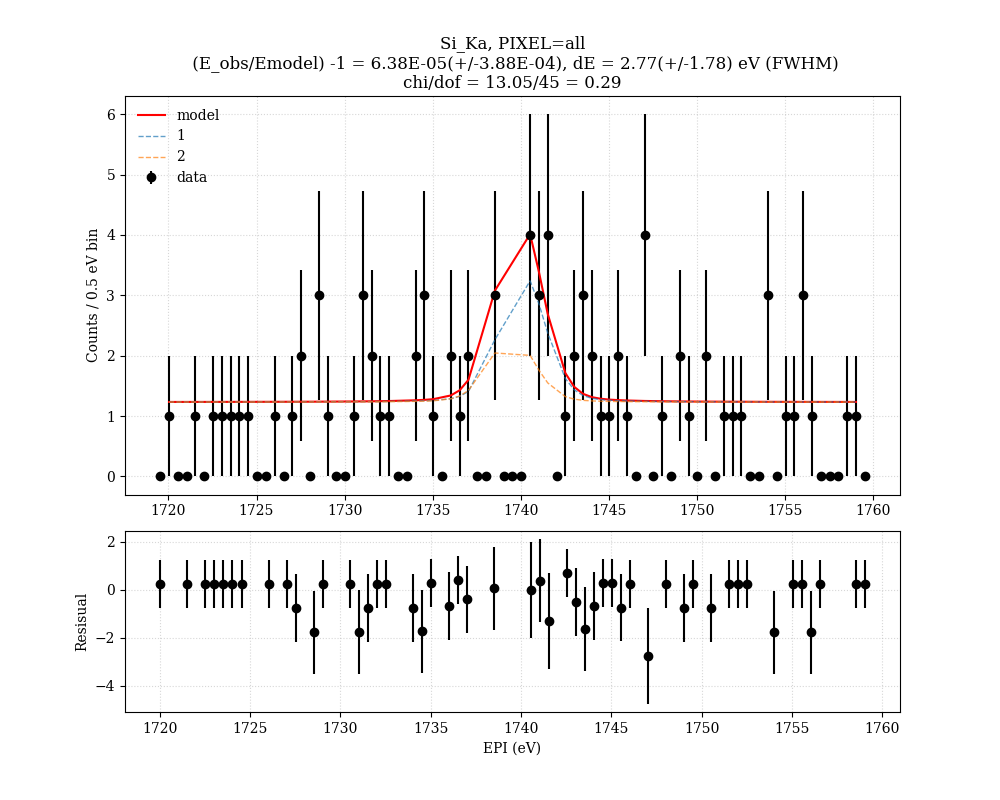 Si_Ka, PIXEL=all
(E_obs/Emodel) -1 = 6.38E-05(+/-3.88E-04), dE = 2.77(+/-1.78) eV (FWHM)
chi/dof = 13.05/45 = 0.29
model
1
2
data
Counts / 0.5 eV bin
6
5
4
3
2
1
0
1720 1725 1730 1735 1740 1745 1750 1755 1760
Resisual
2
0
−2
−4
1720 1725 1730 1735 1740 1745 1750 1755 1760
EPI (eV)